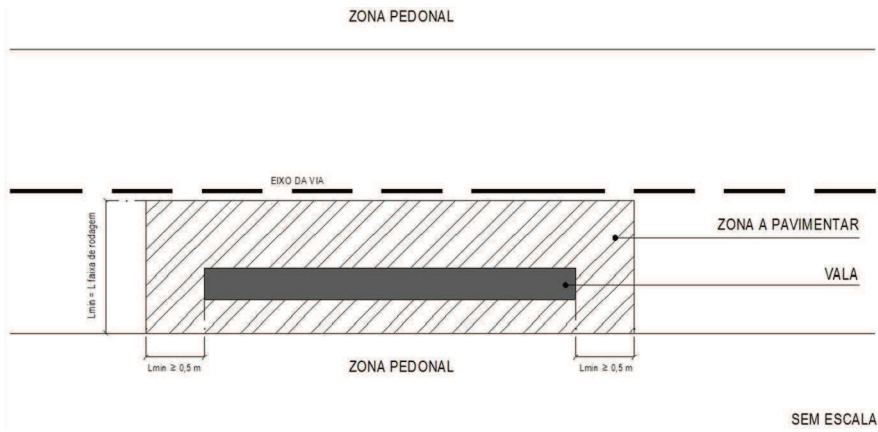 ZONA PEDONAL
EIXO DA VIA
Lmin = L faixa de rodagem
ZONA A PAVIMENTAR
VALA
Lmin ≥ 0,5 m
ZONA PEDONAL
Lmin ≥ 0,5 m
SEM ESCALA